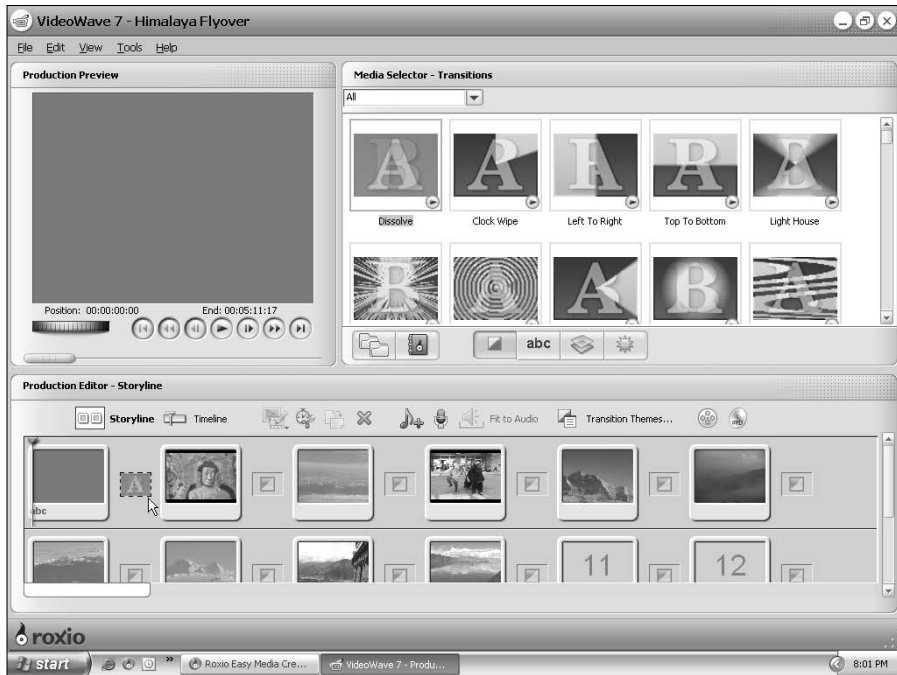 VideoWave 7 - Himalaya Flyover
File Edit View Tools Help
Production Preview
Position: 00:00:00:00 End: 00:05:11:17
Media Selector - Transitions
All
Dissolve Clock Wipe Left To Right Top To Bottom Light House
abc
Production Editor - Storyline
Storyline Timeline Fit to Audio Transition Themes...
A
abc
11 12
roxio
start » Roxio Easy Media Cre... VideoWave 7 - Produ... 8:01 PM